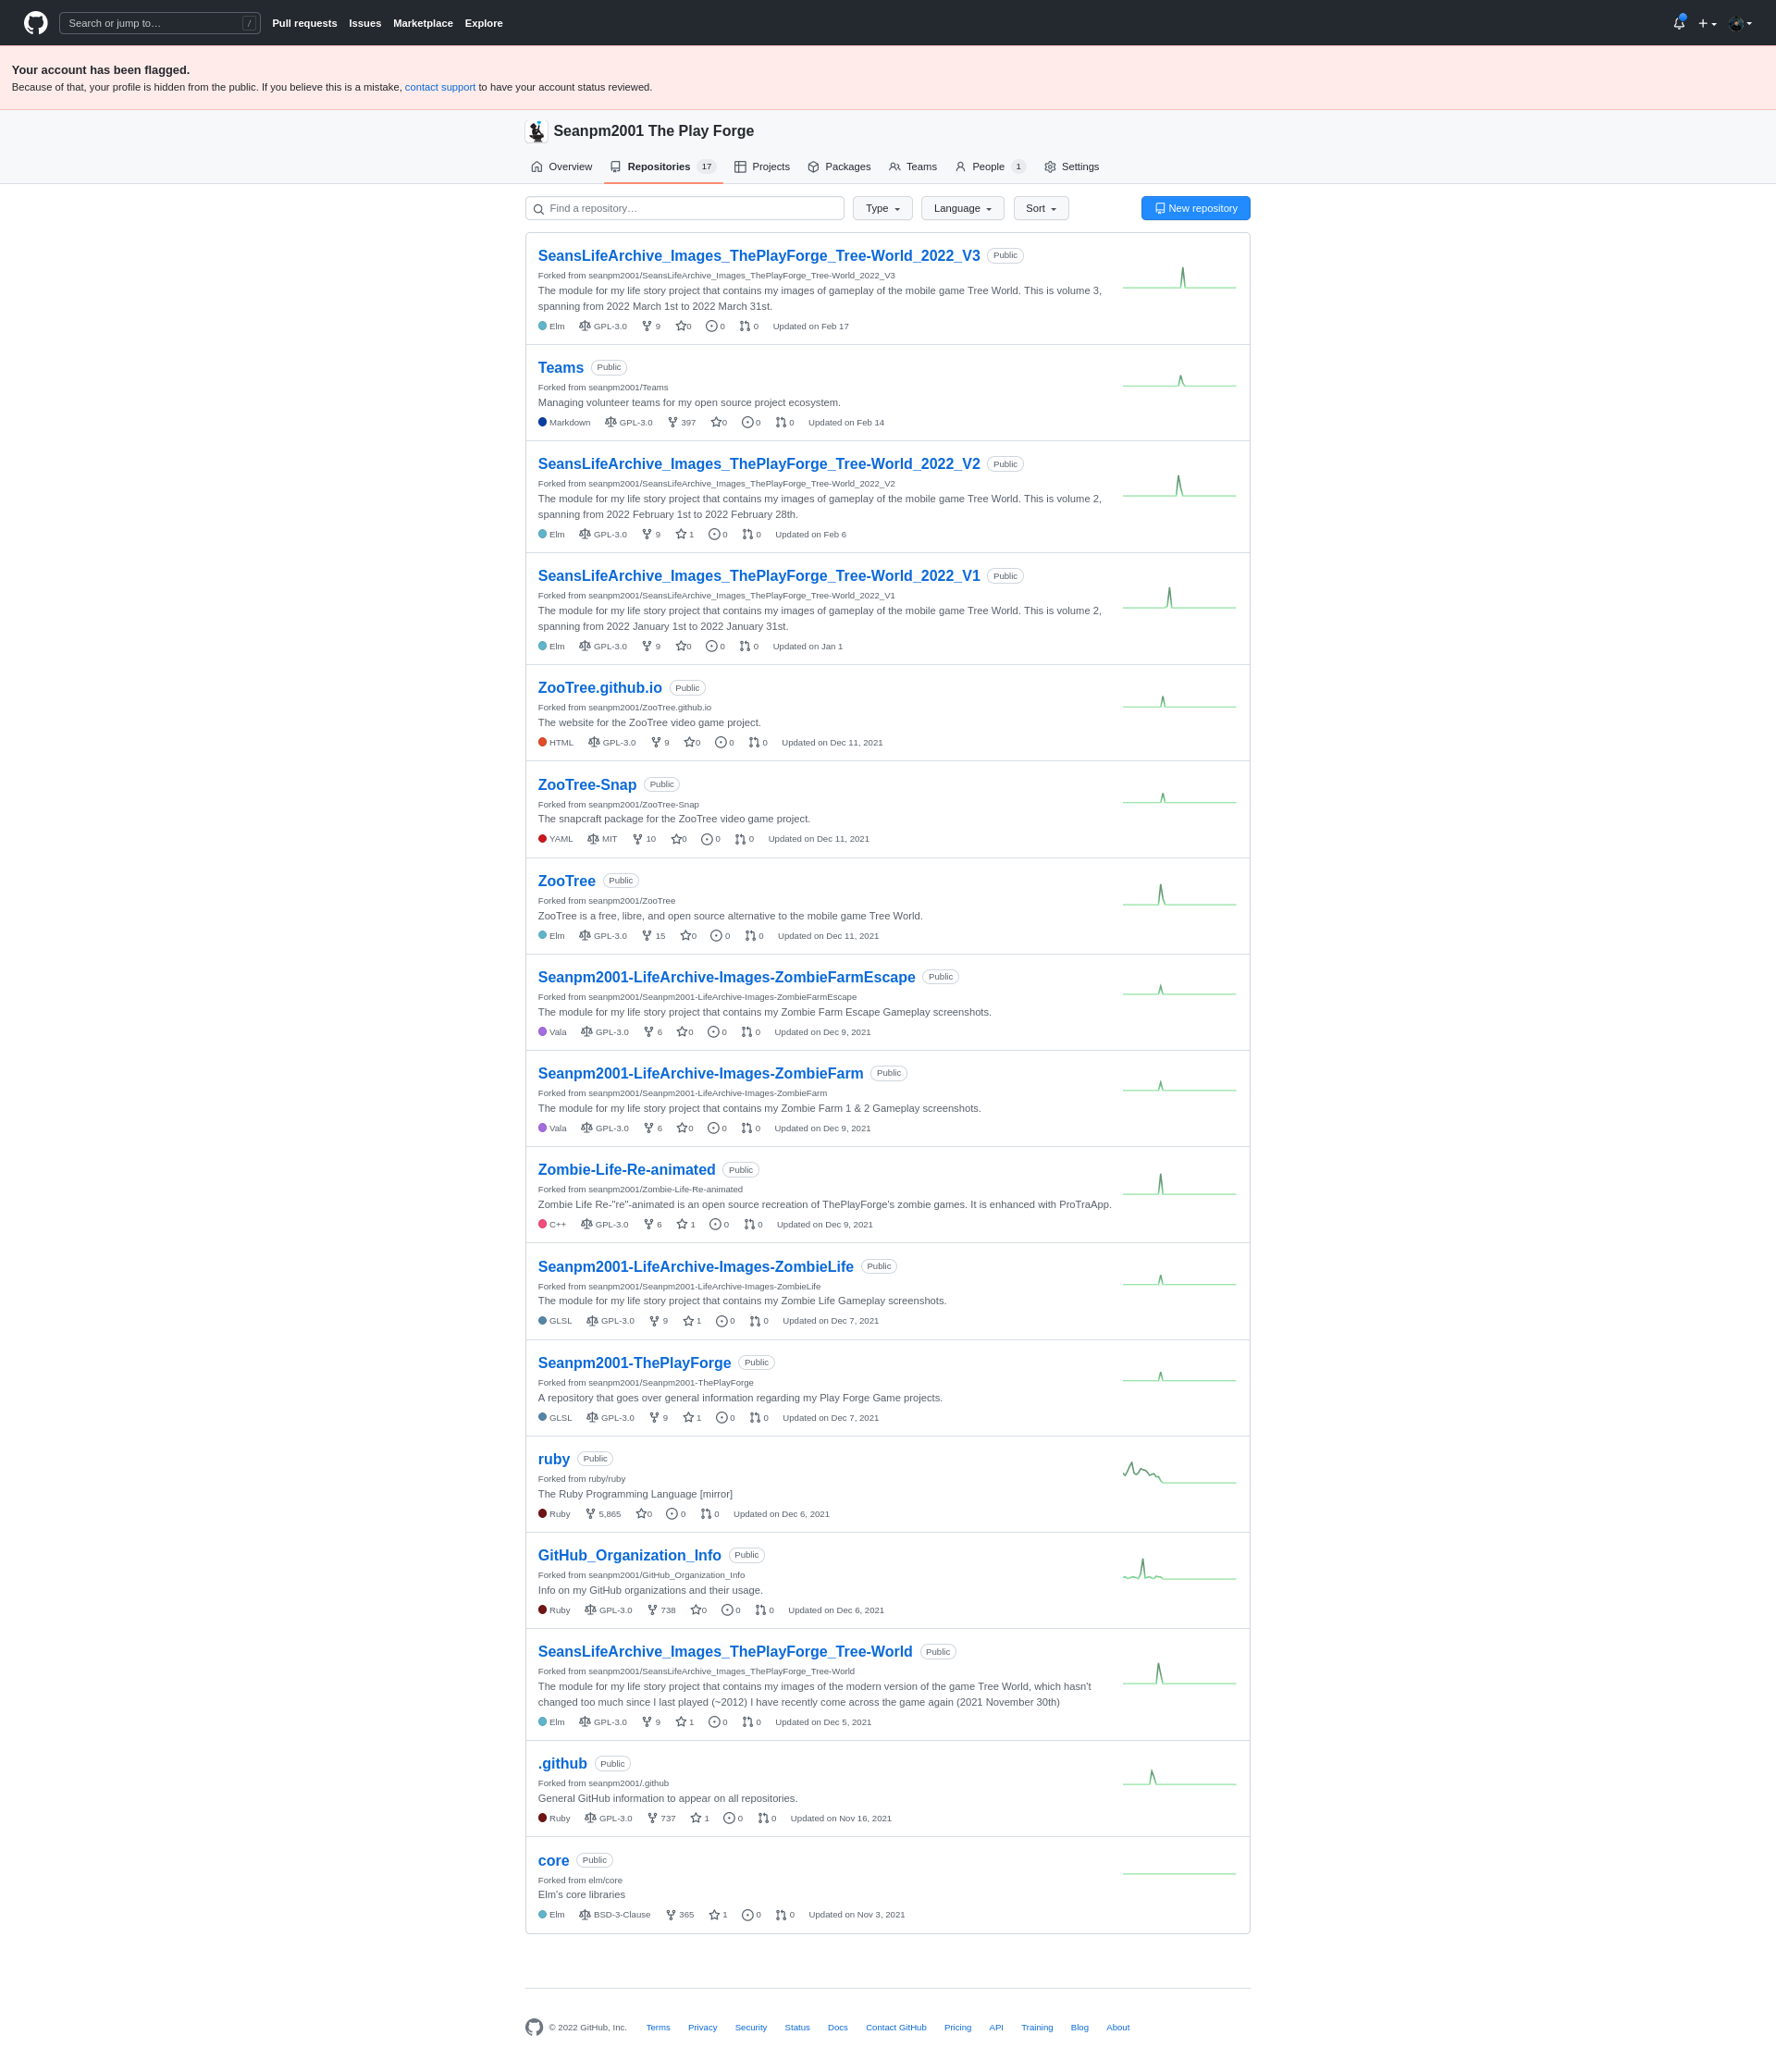 Search or jump to… /
Pull requests Issues Marketplace Explore
Your account has been flagged.
Because of that, your profile is hidden from the public. If you believe this is a mistake, contact support to have your account status reviewed.
Seanpm2001 The Play Forge
Overview Repositories 17 Projects Packages Teams People 1 Settings
Find a repository… Type Language Sort New repository
SeansLifeArchive_Images_ThePlayForge_Tree-World_2022_V3 Public
Forked from seanpm2001/SeansLifeArchive_Images_ThePlayForge_Tree-World_2022_V3
The module for my life story project that contains my images of gameplay of the mobile game Tree World. This is volume 3,
spanning from 2022 March 1st to 2022 March 31st.
Elm GPL-3.0 9 0 0 0 Updated on Feb 17
Teams Public
Forked from seanpm2001/Teams
Managing volunteer teams for my open source project ecosystem.
Markdown GPL-3.0 397 0 0 0 Updated on Feb 14
SeansLifeArchive_Images_ThePlayForge_Tree-World_2022_V2 Public
Forked from seanpm2001/SeansLifeArchive_Images_ThePlayForge_Tree-World_2022_V2
The module for my life story project that contains my images of gameplay of the mobile game Tree World. This is volume 2,
spanning from 2022 February 1st to 2022 February 28th.
Elm GPL-3.0 9 1 0 0 Updated on Feb 6
SeansLifeArchive_Images_ThePlayForge_Tree-World_2022_V1 Public
Forked from seanpm2001/SeansLifeArchive_Images_ThePlayForge_Tree-World_2022_V1
The module for my life story project that contains my images of gameplay of the mobile game Tree World. This is volume 2,
spanning from 2022 January 1st to 2022 January 31st.
Elm GPL-3.0 9 0 0 0 Updated on Jan 1
ZooTree.github.io Public
Forked from seanpm2001/ZooTree.github.io
The website for the ZooTree video game project.
HTML GPL-3.0 9 0 0 0 Updated on Dec 11, 2021
ZooTree-Snap Public
Forked from seanpm2001/ZooTree-Snap
The snapcraft package for the ZooTree video game project.
YAML MIT 10 0 0 0 Updated on Dec 11, 2021
ZooTree Public
Forked from seanpm2001/ZooTree
ZooTree is a free, libre, and open source alternative to the mobile game Tree World.
Elm GPL-3.0 15 0 0 0 Updated on Dec 11, 2021
Seanpm2001-LifeArchive-Images-ZombieFarmEscape Public
Forked from seanpm2001/Seanpm2001-LifeArchive-Images-ZombieFarmEscape
The module for my life story project that contains my Zombie Farm Escape Gameplay screenshots.
Vala GPL-3.0 6 0 0 0 Updated on Dec 9, 2021
Seanpm2001-LifeArchive-Images-ZombieFarm Public
Forked from seanpm2001/Seanpm2001-LifeArchive-Images-ZombieFarm
The module for my life story project that contains my Zombie Farm 1 & 2 Gameplay screenshots.
Vala GPL-3.0 6 0 0 0 Updated on Dec 9, 2021
Zombie-Life-Re-animated Public
Forked from seanpm2001/Zombie-Life-Re-animated
Zombie Life Re-"re"-animated is an open source recreation of ThePlayForge's zombie games. It is enhanced with ProTraApp.
C++ GPL-3.0 6 1 0 0 Updated on Dec 9, 2021
Seanpm2001-LifeArchive-Images-ZombieLife Public
Forked from seanpm2001/Seanpm2001-LifeArchive-Images-ZombieLife
The module for my life story project that contains my Zombie Life Gameplay screenshots.
GLSL GPL-3.0 9 1 0 0 Updated on Dec 7, 2021
Seanpm2001-ThePlayForge Public
Forked from seanpm2001/Seanpm2001-ThePlayForge
A repository that goes over general information regarding my Play Forge Game projects.
GLSL GPL-3.0 9 1 0 0 Updated on Dec 7, 2021
ruby Public
Forked from ruby/ruby
The Ruby Programming Language [mirror]
Ruby 5,865 0 0 0 Updated on Dec 6, 2021
GitHub_Organization_Info Public
Forked from seanpm2001/GitHub_Organization_Info
Info on my GitHub organizations and their usage.
Ruby GPL-3.0 738 0 0 0 Updated on Dec 6, 2021
SeansLifeArchive_Images_ThePlayForge_Tree-World Public
Forked from seanpm2001/SeansLifeArchive_Images_ThePlayForge_Tree-World
The module for my life story project that contains my images of the modern version of the game Tree World, which hasn't
changed too much since I last played (~2012) I have recently come across the game again (2021 November 30th)
Elm GPL-3.0 9 1 0 0 Updated on Dec 5, 2021
.github Public
Forked from seanpm2001/.github
General GitHub information to appear on all repositories.
Ruby GPL-3.0 737 1 0 0 Updated on Nov 16, 2021
core Public
Forked from elm/core
Elm's core libraries
Elm BSD-3-Clause 365 1 0 0 Updated on Nov 3, 2021
© 2022 GitHub, Inc. Terms Privacy Security Status Docs Contact GitHub Pricing API Training Blog About